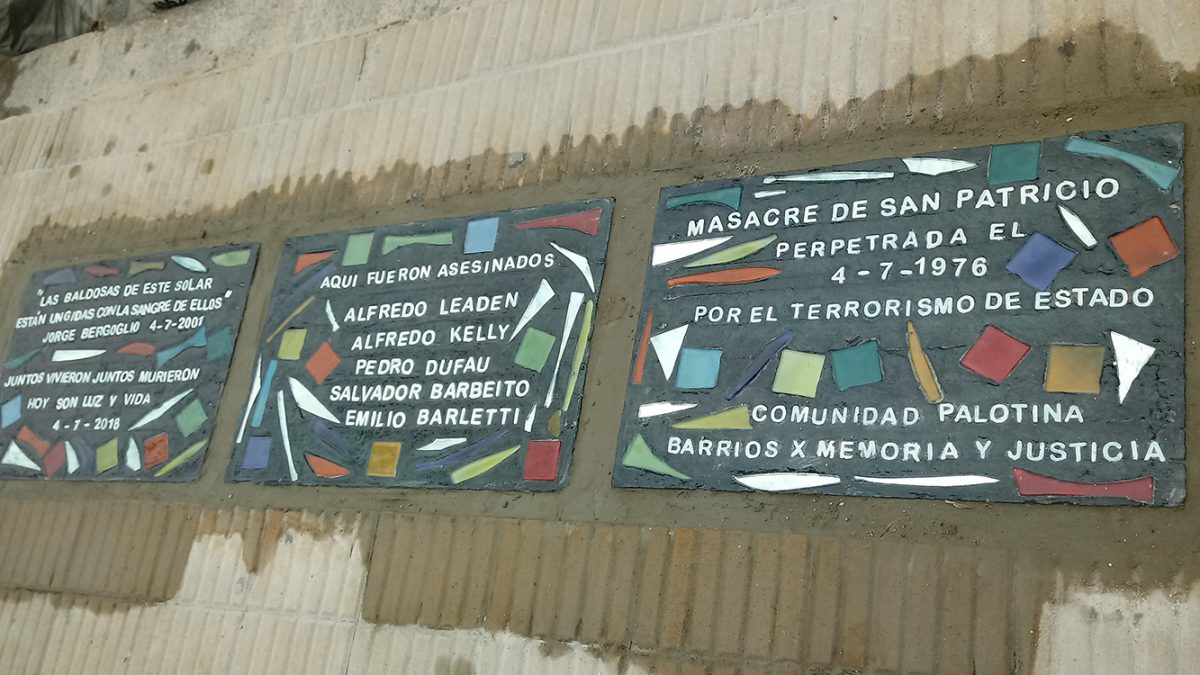 "LAS BALDOSAS DE ESTE SOLAR
ESTÁN UNGIDAS CON LA SANGRE DE ELLOS"
JORGE BERGOGLIO 4-7-2001
JUNTOS VIVIERON JUNTOS MURIERON
HOY SON LUZ Y VIDA
4-7-2018
AQUI FUERON ASESINADOS
ALFREDO LEADEN
ALFREDO KELLY
PEDRO DUFAU
SALVADOR BARBEITO
EMILIO BARLETTI
MASACRE DE SAN PATRICIO
PERPETRADA EL
4-7-1976
POR EL TERRORISMO DE ESTADO
COMUNIDAD PALOTINA
BARRIOS X MEMORIA Y JUSTICIA